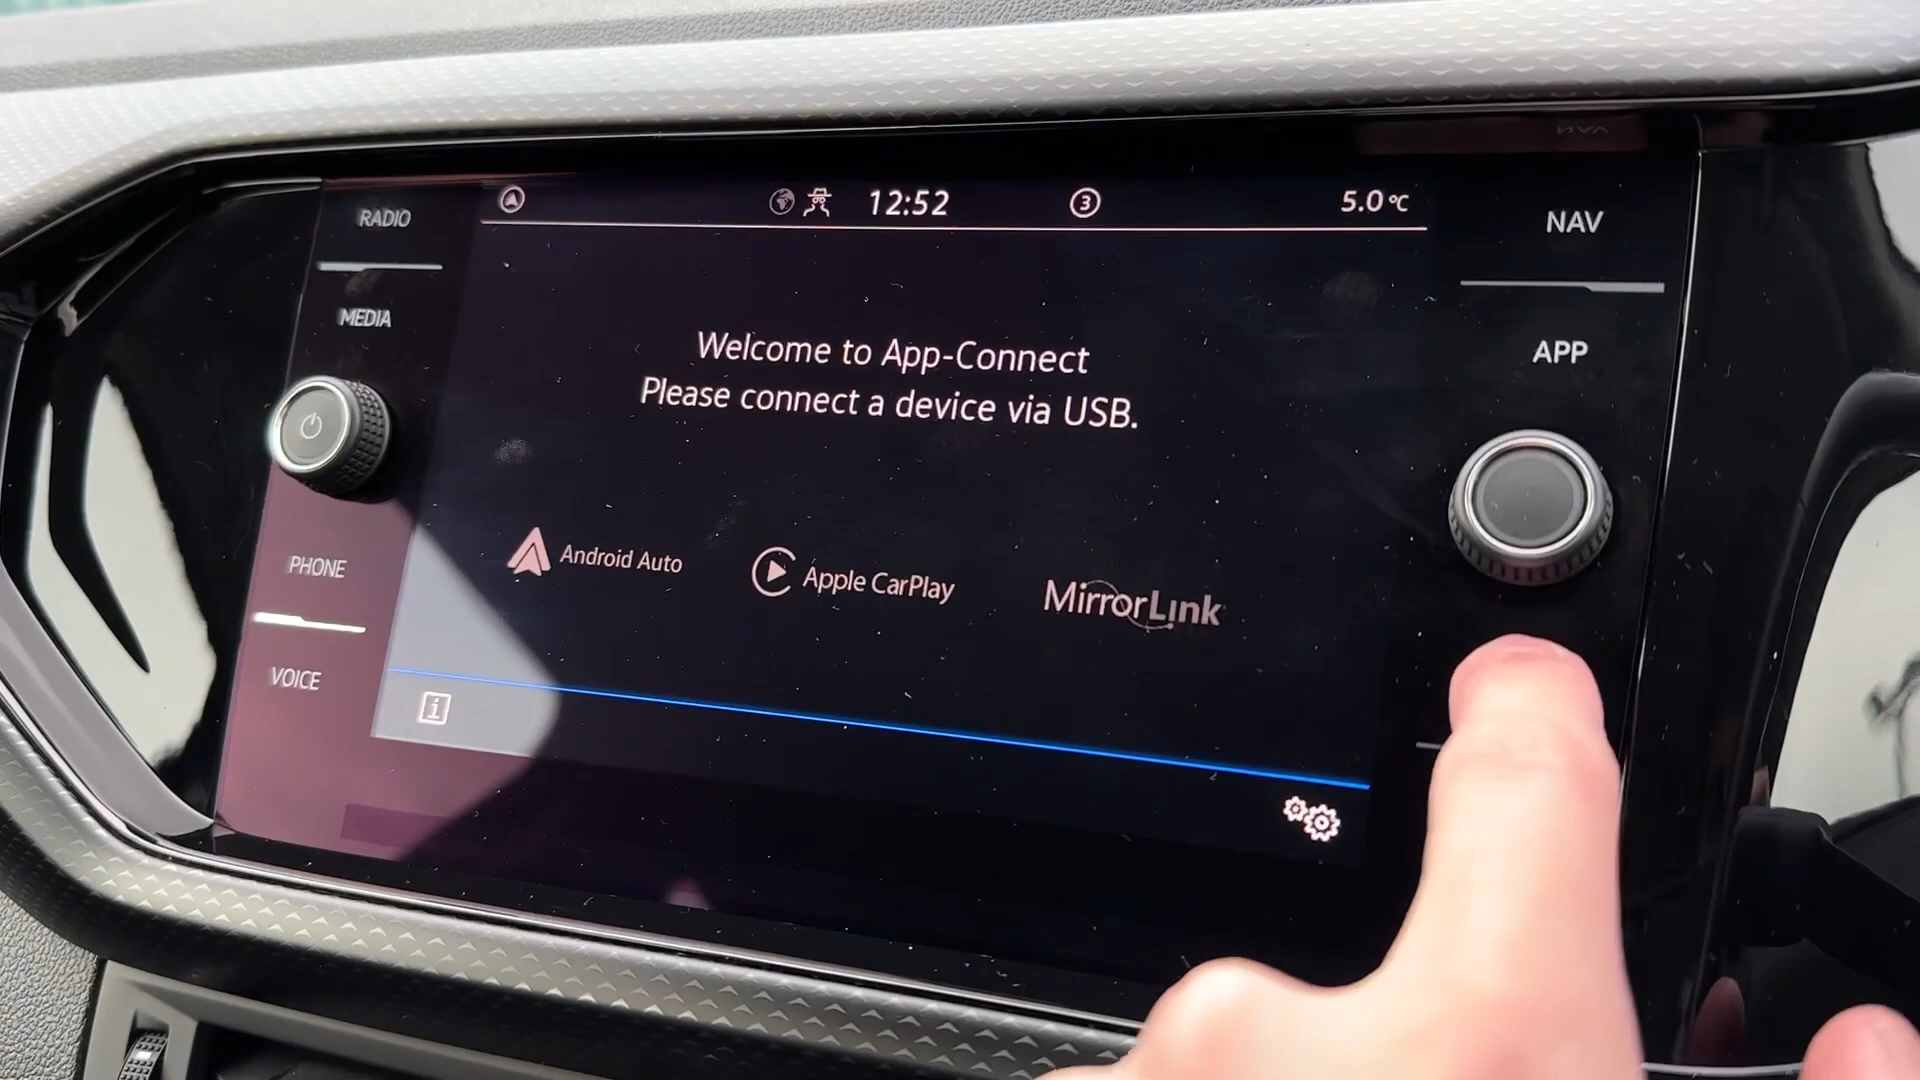 RADIO
MEDIA
PHONE
VOICE
12:52
3
5.0 °C
Welcome to App-Connect
Please connect a device via USB.
Android Auto
Apple CarPlay
MirrorLink
i
NAV
APP